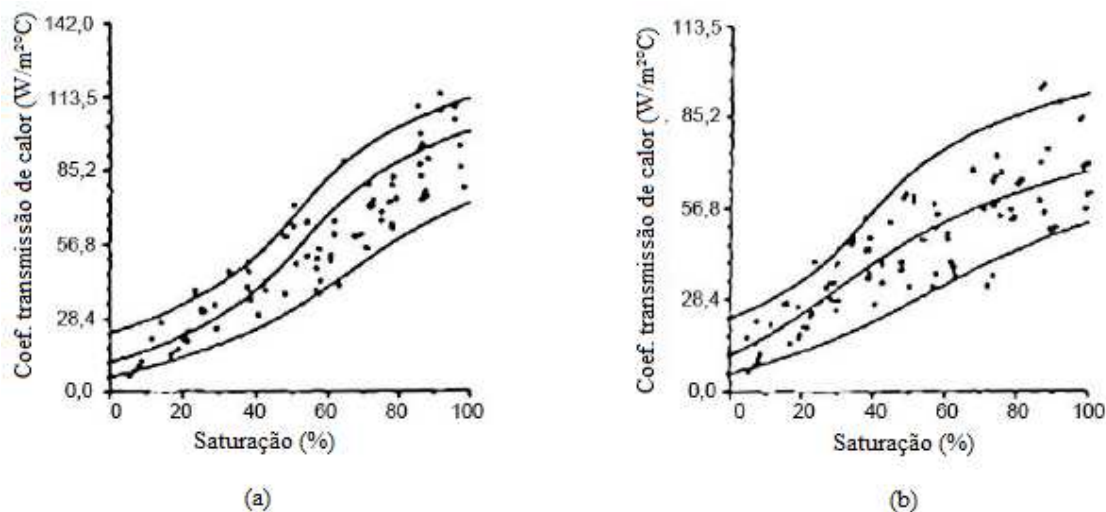 Coef. transmissão de calor (W/m²°C)
142,0
113,5
85,2
56,8
28,4
0,0
0 20 40 60 80 100
Saturação (%)
(a)
Coef. transmissão de calor (W/m²°C)
113,5
85,2
56,8
28,4
0,0
0 20 40 60 80 100
Saturação (%)
(b)